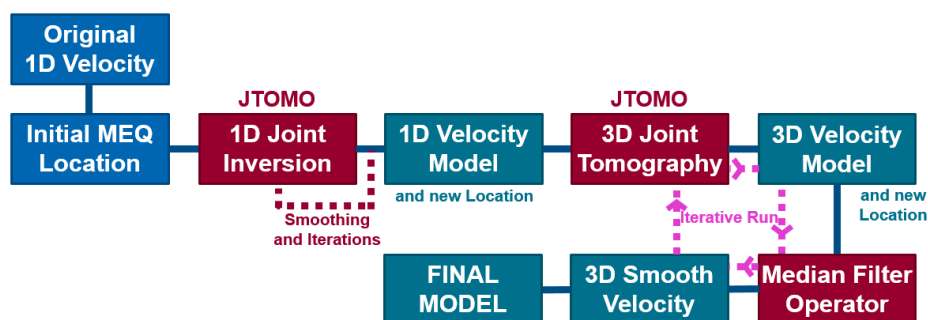 Original
1D Velocity
JTOMO
JTOMO
Initial MEQ
Location
1D Joint
Inversion
1D Velocity
Model
3D Joint
Tomography
3D Velocity
Model
and new Location
and new
Location
Smoothing
and Iterations
Iterative Run
FINAL
MODEL
3D Smooth
Velocity
Median Filter
Operator